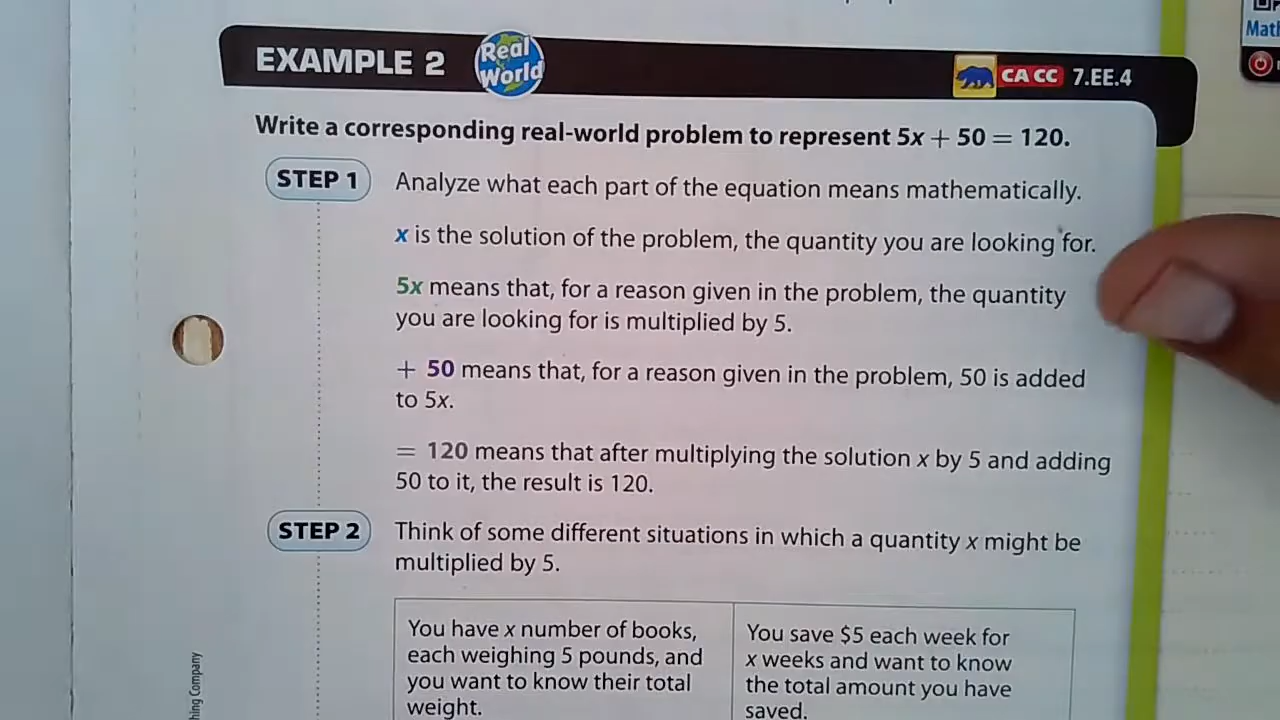 EXAMPLE 2 Real World CA CC 7.EE.4
Math
Write a corresponding real-world problem to represent 5x + 50 = 120.
STEP 1 Analyze what each part of the equation means mathematically.
x is the solution of the problem, the quantity you are looking for.
5x means that, for a reason given in the problem, the quantity
you are looking for is multiplied by 5.
+ 50 means that, for a reason given in the problem, 50 is added
to 5x.
= 120 means that after multiplying the solution x by 5 and adding
50 to it, the result is 120.
STEP 2 Think of some different situations in which a quantity x might be
multiplied by 5.
You have x number of books,
each weighing 5 pounds, and
you want to know their total
weight.
You save $5 each week for
x weeks and want to know
the total amount you have
saved.
Company